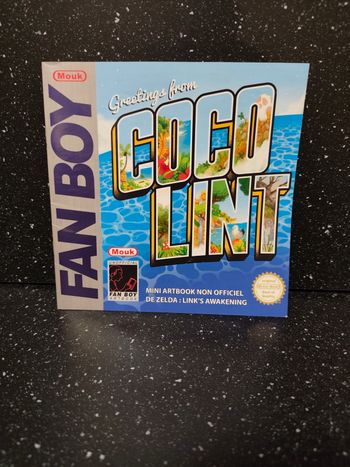 Mouk
FAN BOY
Greetings from
COCO
LINT
Mouk
FAN BOY
MINI ARTBOOK NON OFFICIEL
DE ZELDA : LINK'S AWAKENING